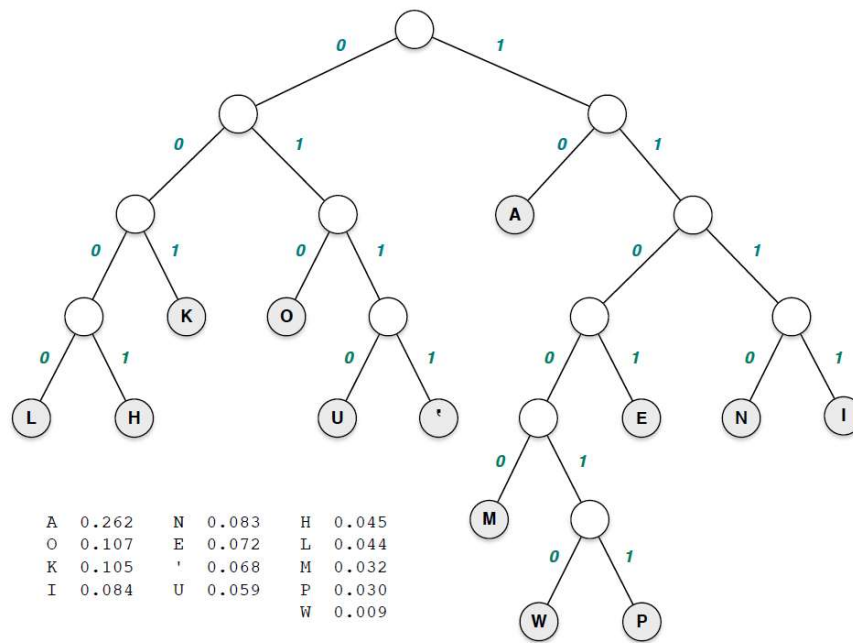 0 1
0 1 0 1
A
0 1 0 1 0 1
K O
0 1 0 1 0 1 0 1
L H U ' E N I
0 1
M
0 1
W P
A 0.262 N 0.083 H 0.045
O 0.107 E 0.072 L 0.044
K 0.105 ' 0.068 M 0.032
I 0.084 U 0.059 P 0.030
W 0.009